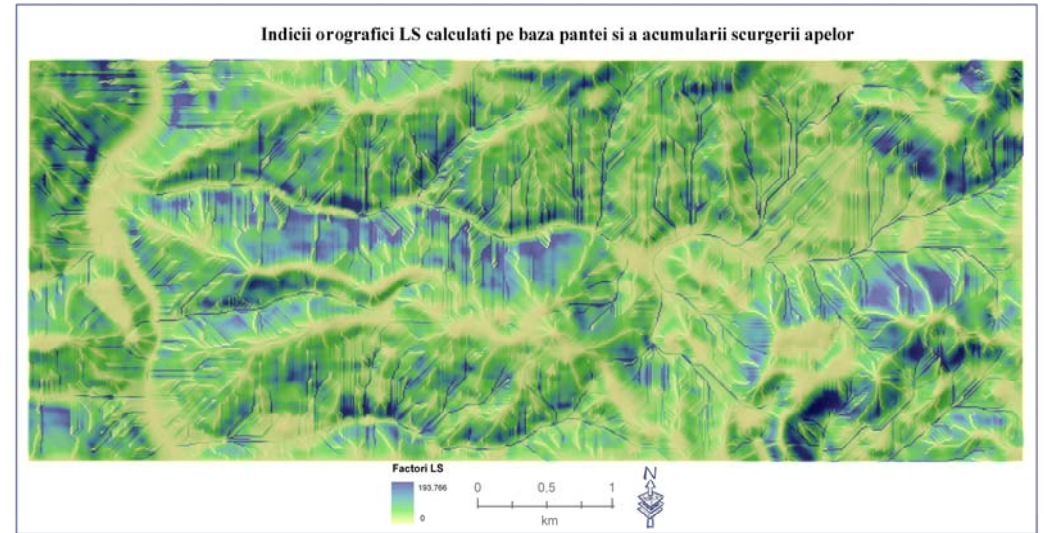 Indicii orografici LS calculati pe baza pantei si a acumularii scurgerii apelor
Factori LS
193,766
0
0 0,5 1
km
N